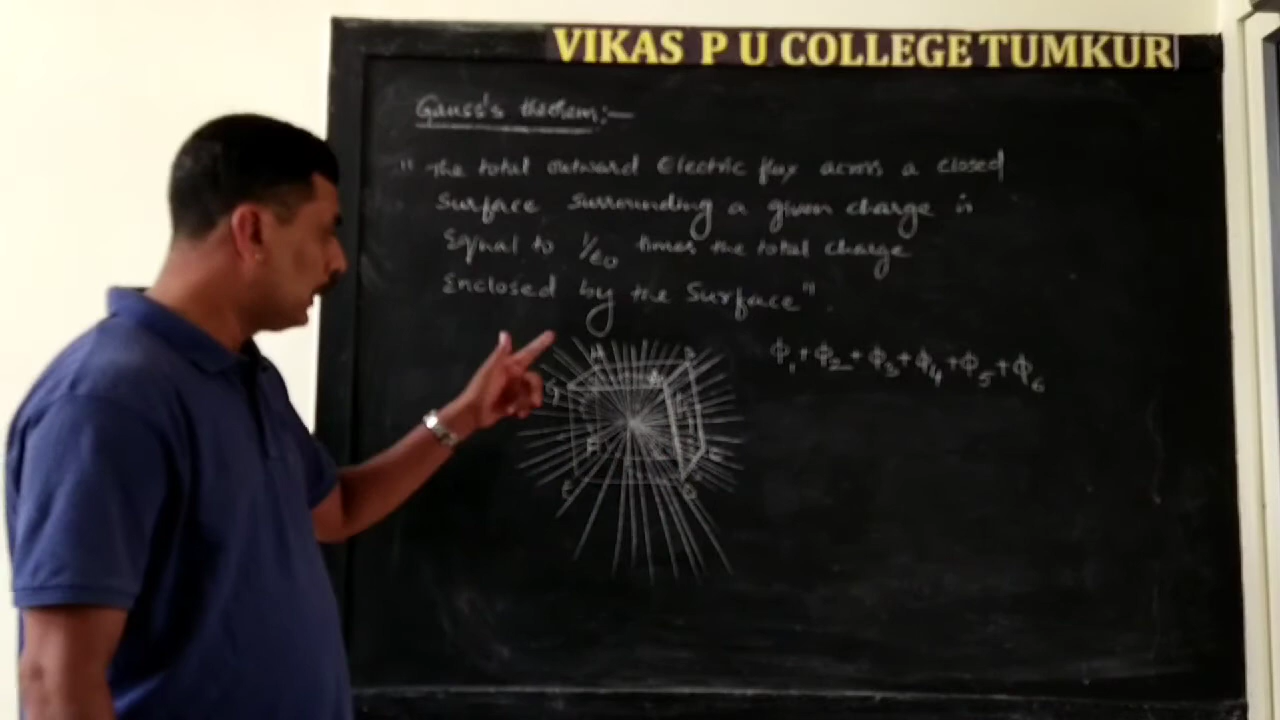 VIKAS P U COLLEGE TUMKUR
Gauss's theorem:-
"The total outward Electric flux across a closed
Surface surrounding a given charge is
Equal to 1/ε₀ times the total charge
Enclosed by the Surface".
ϕ₁+ϕ₂+ϕ₃+ϕ₄+ϕ₅+ϕ₆
H
G